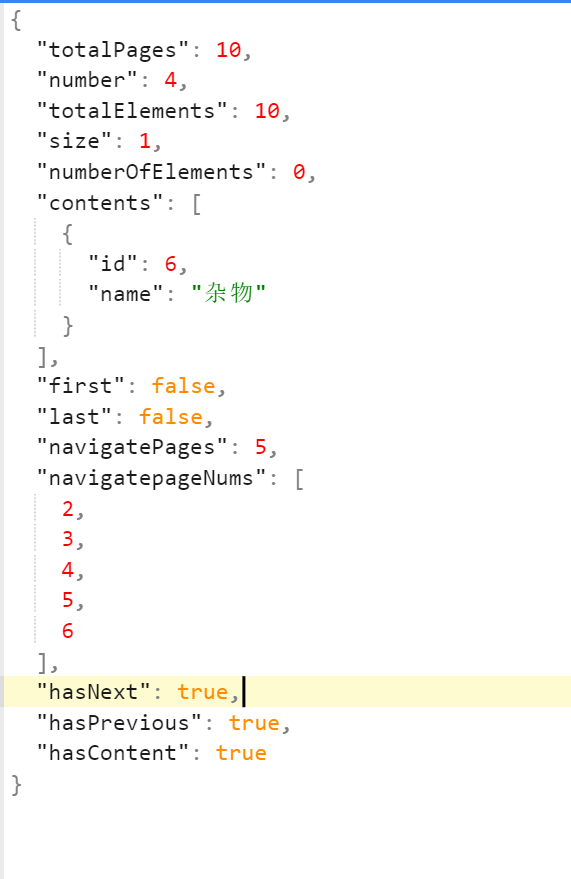 {
"totalPages": 10,
"number": 4,
"totalElements": 10,
"size": 1,
"numberOfElements": 0,
"contents": [
{
"id": 6,
"name": "杂物"
}
],
"first": false,
"last": false,
"navigatePages": 5,
"navigatepageNums": [
2,
3,
4,
5,
6
],
"hasNext": true,
"hasPrevious": true,
"hasContent": true
}